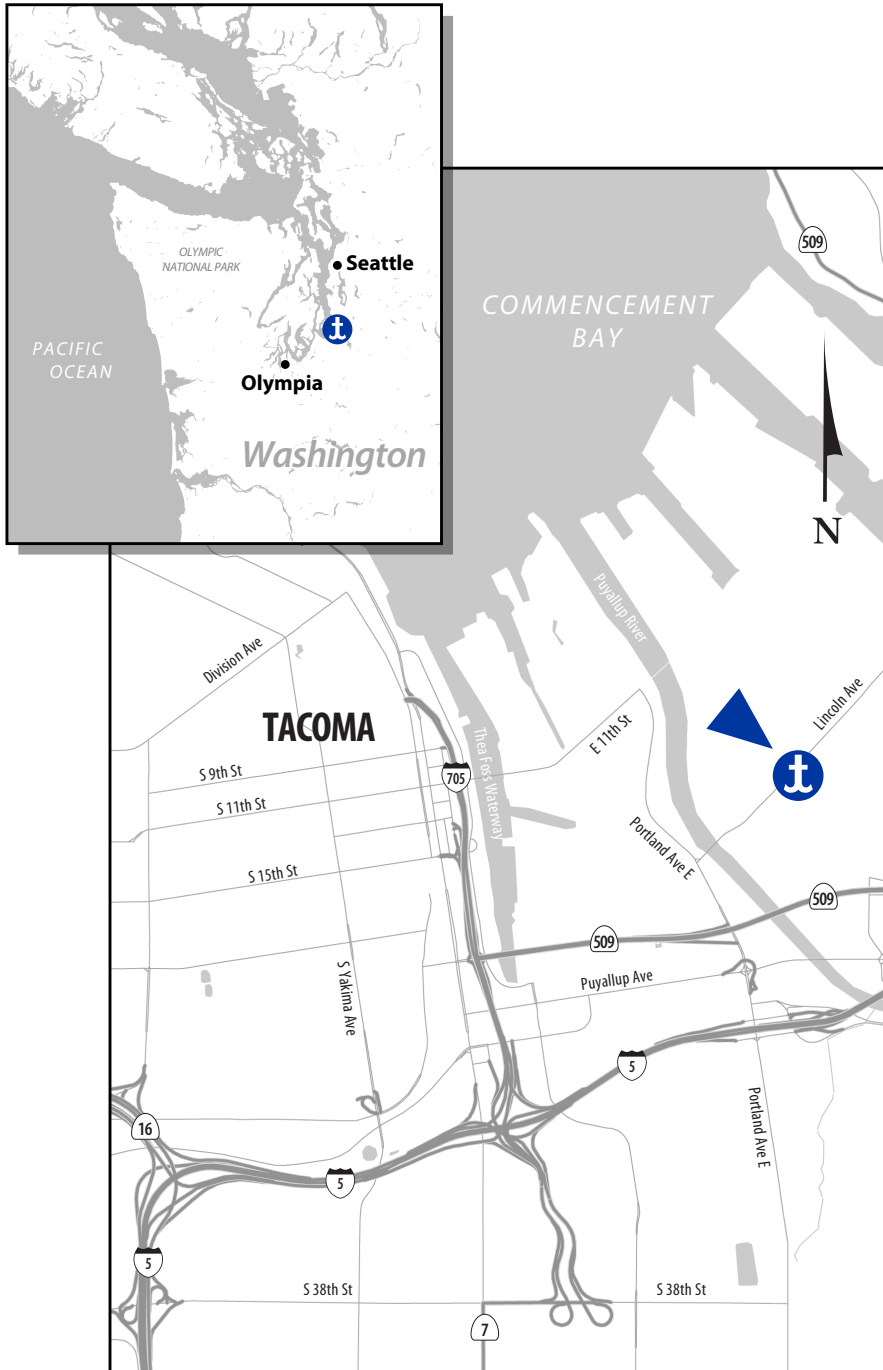 OLYMPIC
NATIONAL PARK
Seattle
PACIFIC
OCEAN
Olympia
Washington
509
COMMENCEMENT
BAY
N
Puyallup River
Division Ave
Lincoln Ave
TACOMA
E 11th St
Thea Foss Waterway
S 9th St
705
S 11th St
Portland Ave E
S 15th St
509
509
S Yakima Ave
Puyallup Ave
5
Portland Ave E
16
5
5
S 38th St
S 38th St
7